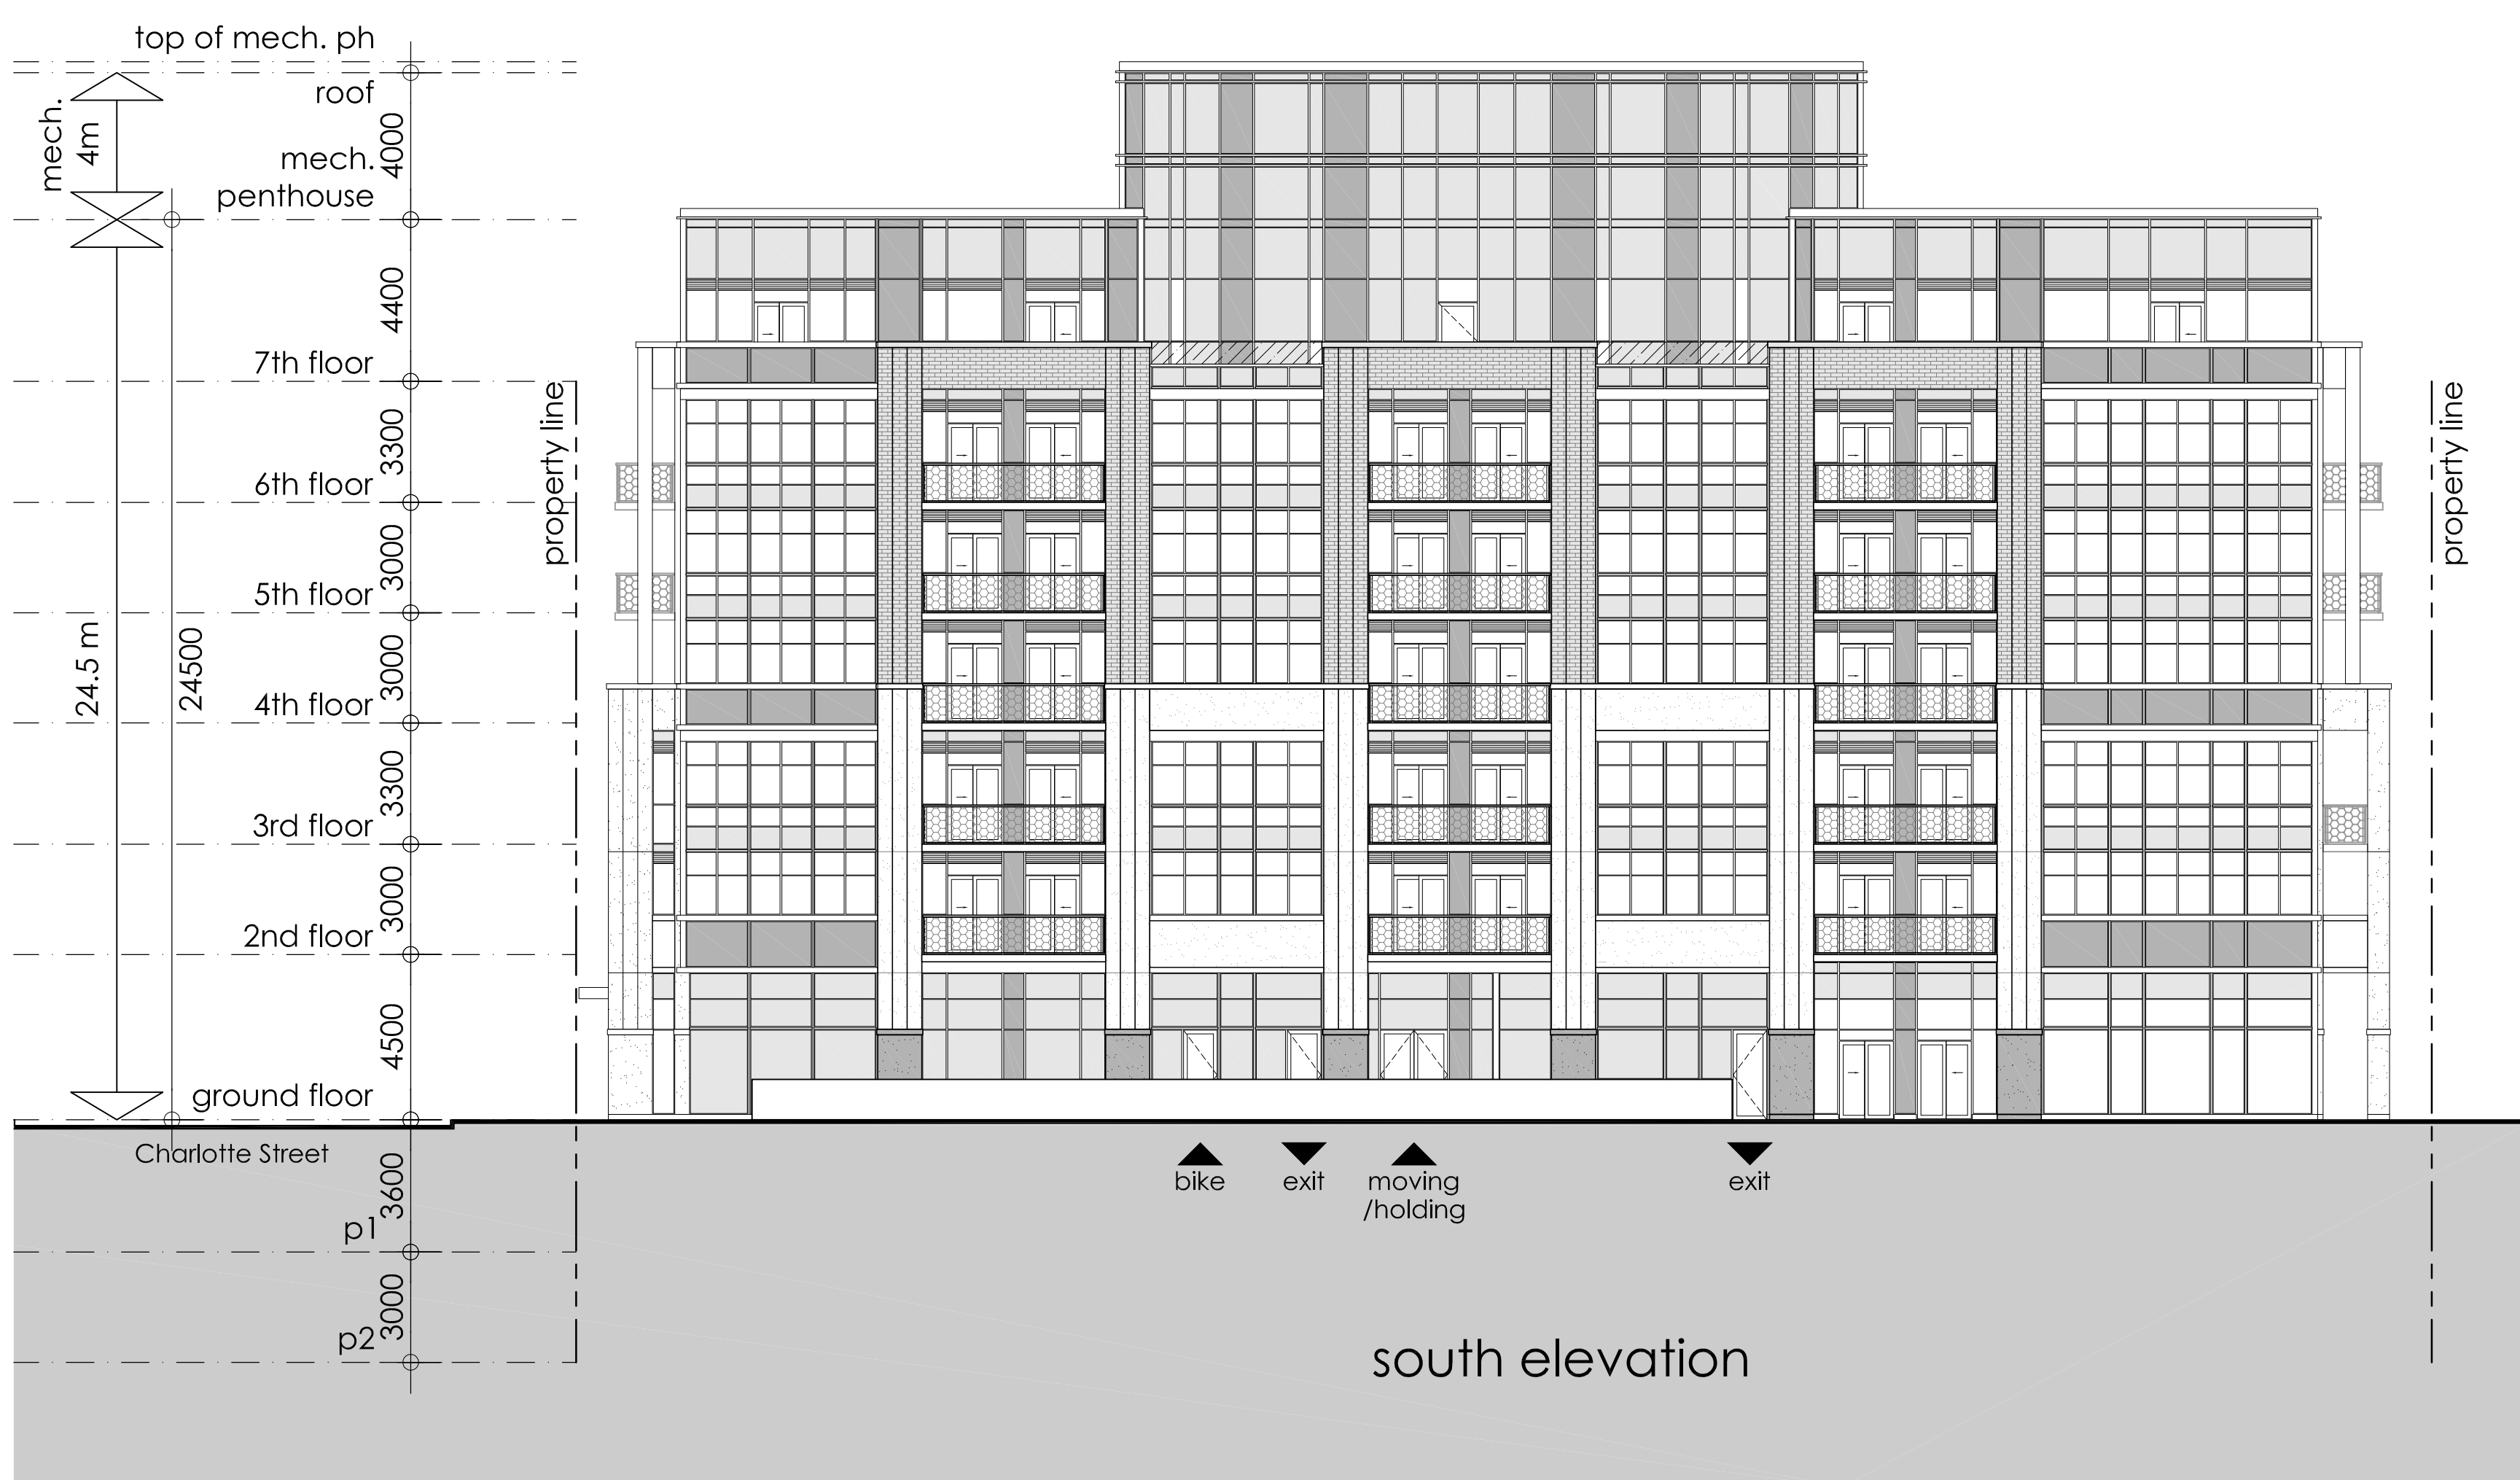 top of mech. ph
roof
mech.
4m
4000
mech.
penthouse
4400
7th floor
3300
6th floor
3000
5th floor
24.5 m
24500
3000
4th floor
3300
3rd floor
3000
2nd floor
4500
ground floor
Charlotte Street
3600
p1
3000
p2
property line
property line
bike
exit
moving
/holding
exit
south elevation